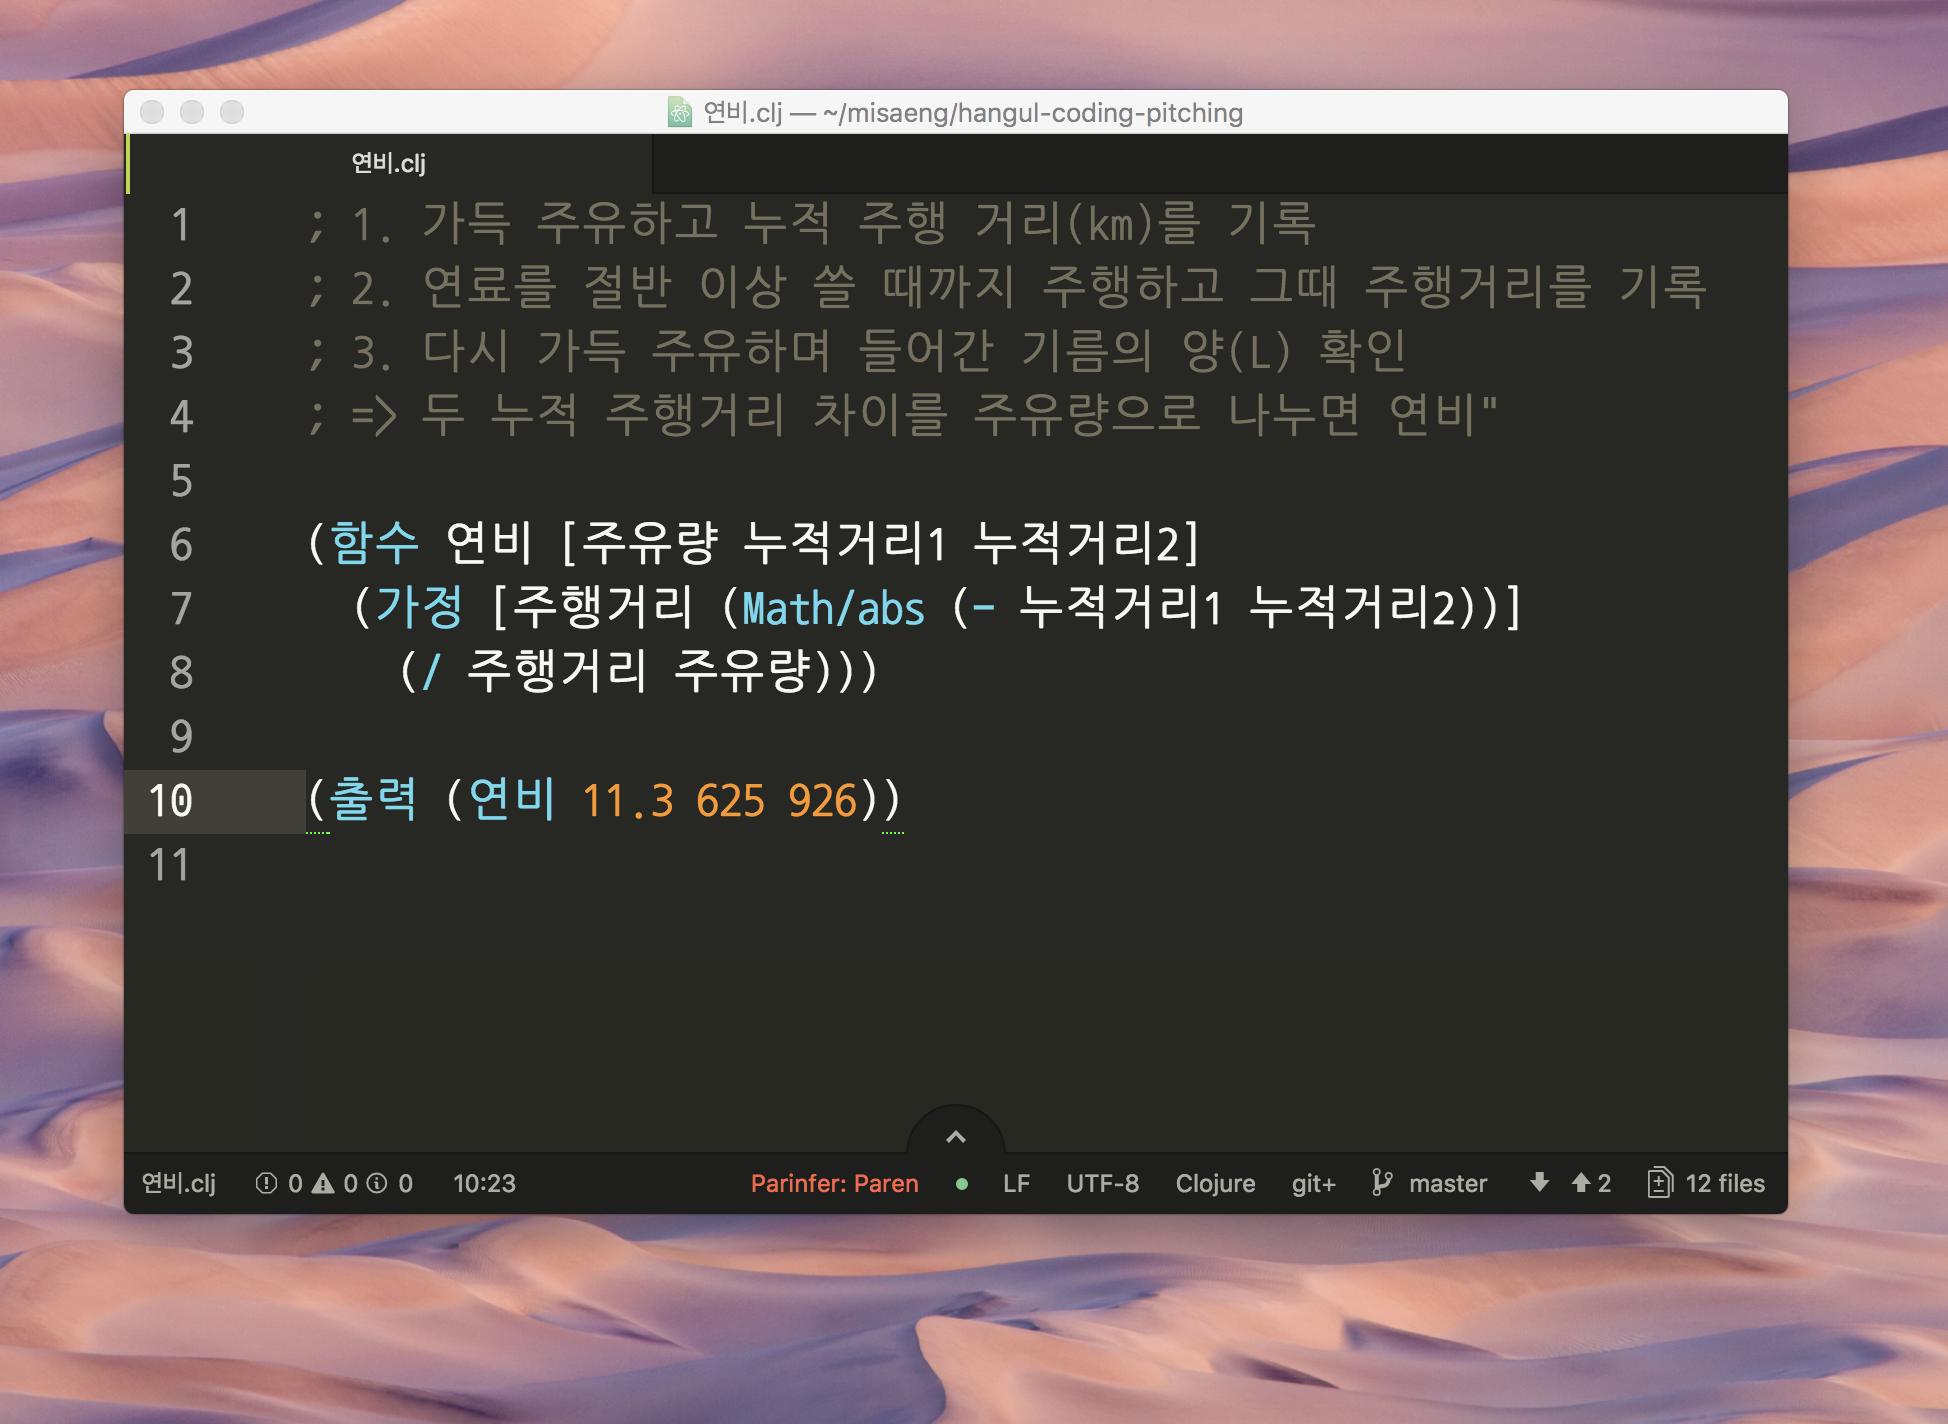 연비.clj — ~/misaeng/hangul-coding-pitching
연비.clj
1 ; 1. 가득 주유하고 누적 주행 거리(km)를 기록
2 ; 2. 연료를 절반 이상 쓸 때까지 주행하고 그때 주행거리를 기록
3 ; 3. 다시 가득 주유하며 들어간 기름의 양(L) 확인
4 ; => 두 누적 주행거리 차이를 주유량으로 나누면 연비"
5
6 (함수 연비 [주유량 누적거리1 누적거리2]
7   (가정 [주행거리 (Math/abs (- 누적거리1 누적거리2))]
8     (/ 주행거리 주유량)))
9
10 (출력 (연비 11.3 625 926))
11
연비.clj 0 0 0 10:23 Parinfer: Paren LF UTF-8 Clojure git+ master 2 12 files